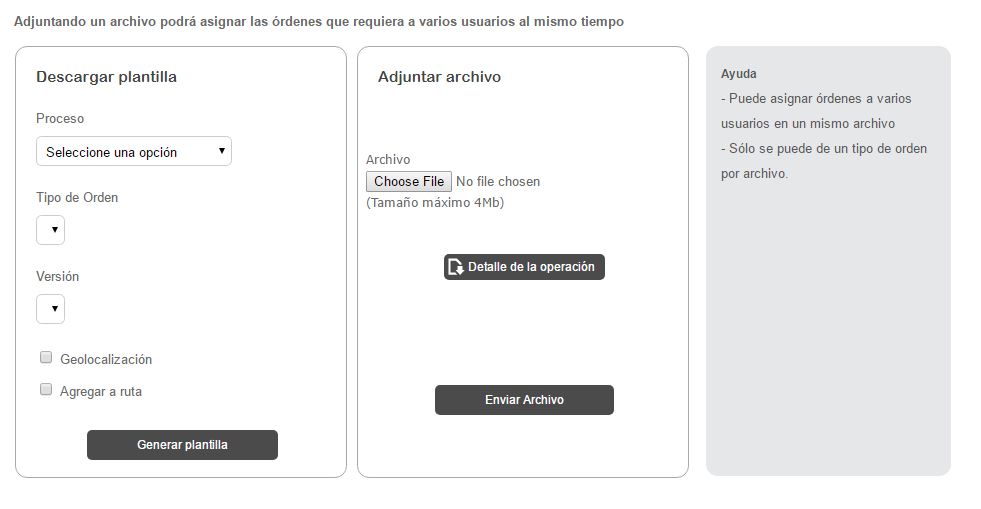 Adjuntando un archivo podrá asignar las órdenes que requiera a varios usuarios al mismo tiempo
Descargar plantilla
Proceso
Seleccione una opción
Tipo de Orden
Versión
Geolocalización
Agregar a ruta
Generar plantilla
Adjuntar archivo
Archivo
Choose File No file chosen
(Tamaño máximo 4Mb)
Detalle de la operación
Enviar Archivo
Ayuda
- Puede asignar órdenes a varios
usuarios en un mismo archivo
- Sólo se puede de un tipo de orden
por archivo.